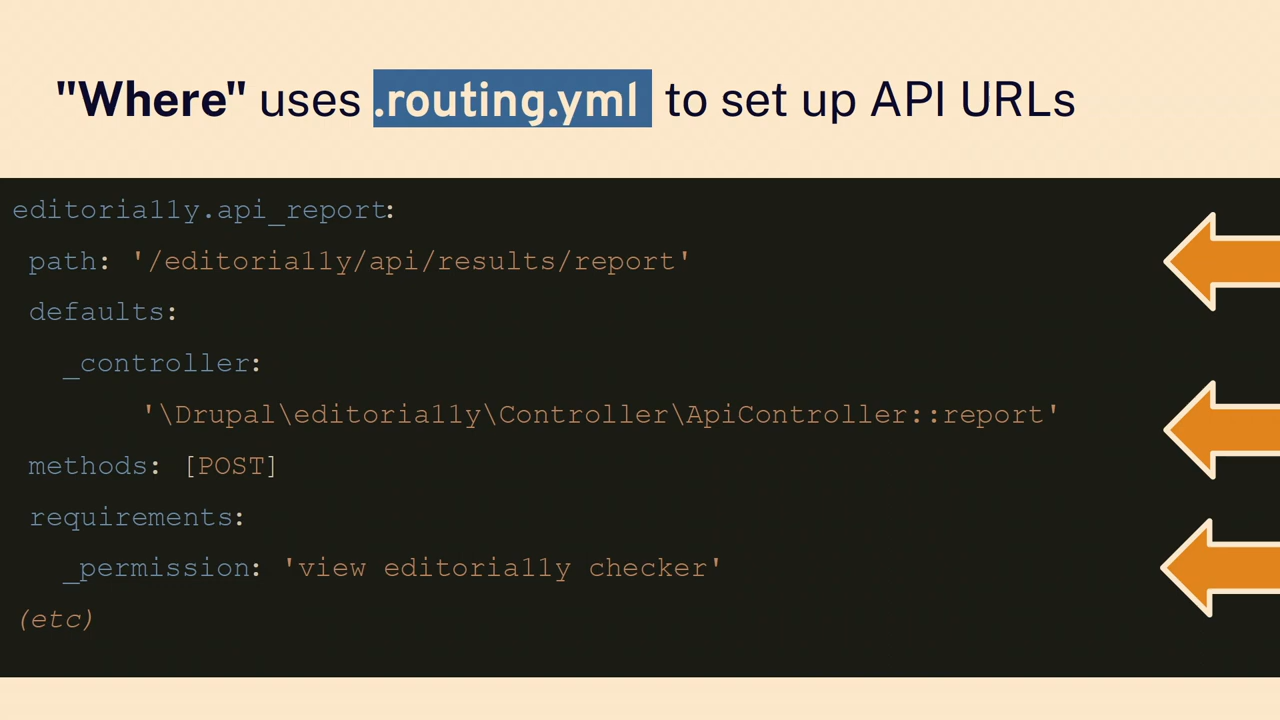 "Where" uses .routing.yml to set up API URLs
editoria11y.api_report:
path: '/editoria11y/api/results/report'
defaults:
_controller:
'\Drupal\editoria11y\Controller\ApiController::report'
methods: [POST]
requirements:
_permission: 'view editoria11y checker'
(etc)